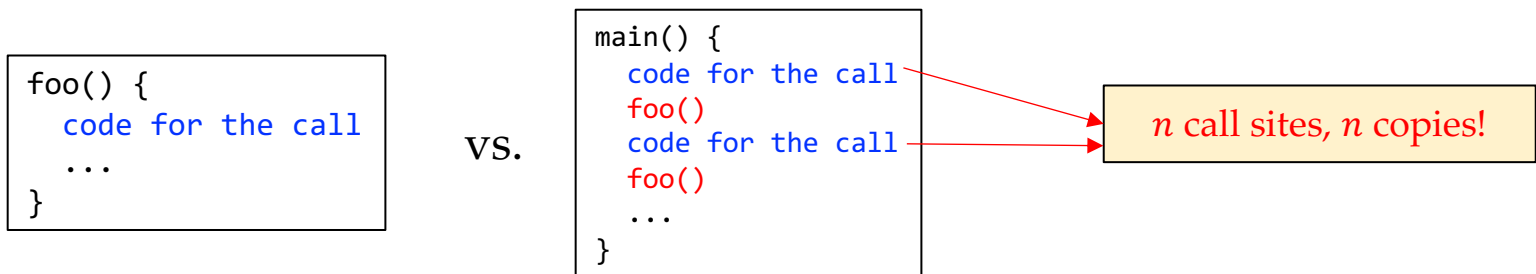 foo() {
  code for the call
  ...
}
vs.
main() {
  code for the call
  foo()
  code for the call
  foo()
  ...
}
n call sites, n copies!